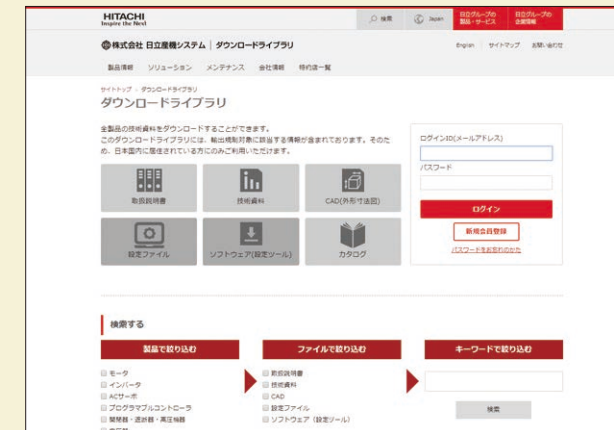 HITACHI
Inspire the Next
検索
Japan
日立グループの
製品・サービス
日立グループの
企業情報
株式会社 日立産機システム | ダウンロードライブラリ
English サイトマップ お問い合わせ
製品情報 ソリューション メンテナンス 会社情報 特約店一覧
サイトトップ > ダウンロードライブラリ
ダウンロードライブラリ
全製品の技術資料をダウンロードすることができます。
このダウンロードライブラリには、輸出規制対象に該当する情報が含まれております。そのた
め、日本国内に居住されている方にのみご利用いただけます。
取扱説明書
技術資料
CAD(外形寸法図)
設定ファイル
ソフトウェア(設定ツール)
カタログ
ログインID(メールアドレス)
パスワード
ログイン
新規会員登録
パスワードをお忘れのかた
検索する
製品で絞り込む
ファイルで絞り込む
キーワードで絞り込む
モータ
インバータ
ACサーボ
プログラマブルコントローラ
開閉器・遮断器・高圧機器
取扱説明書
技術資料
CAD
設定ファイル
ソフトウェア（設定ツール）
検索